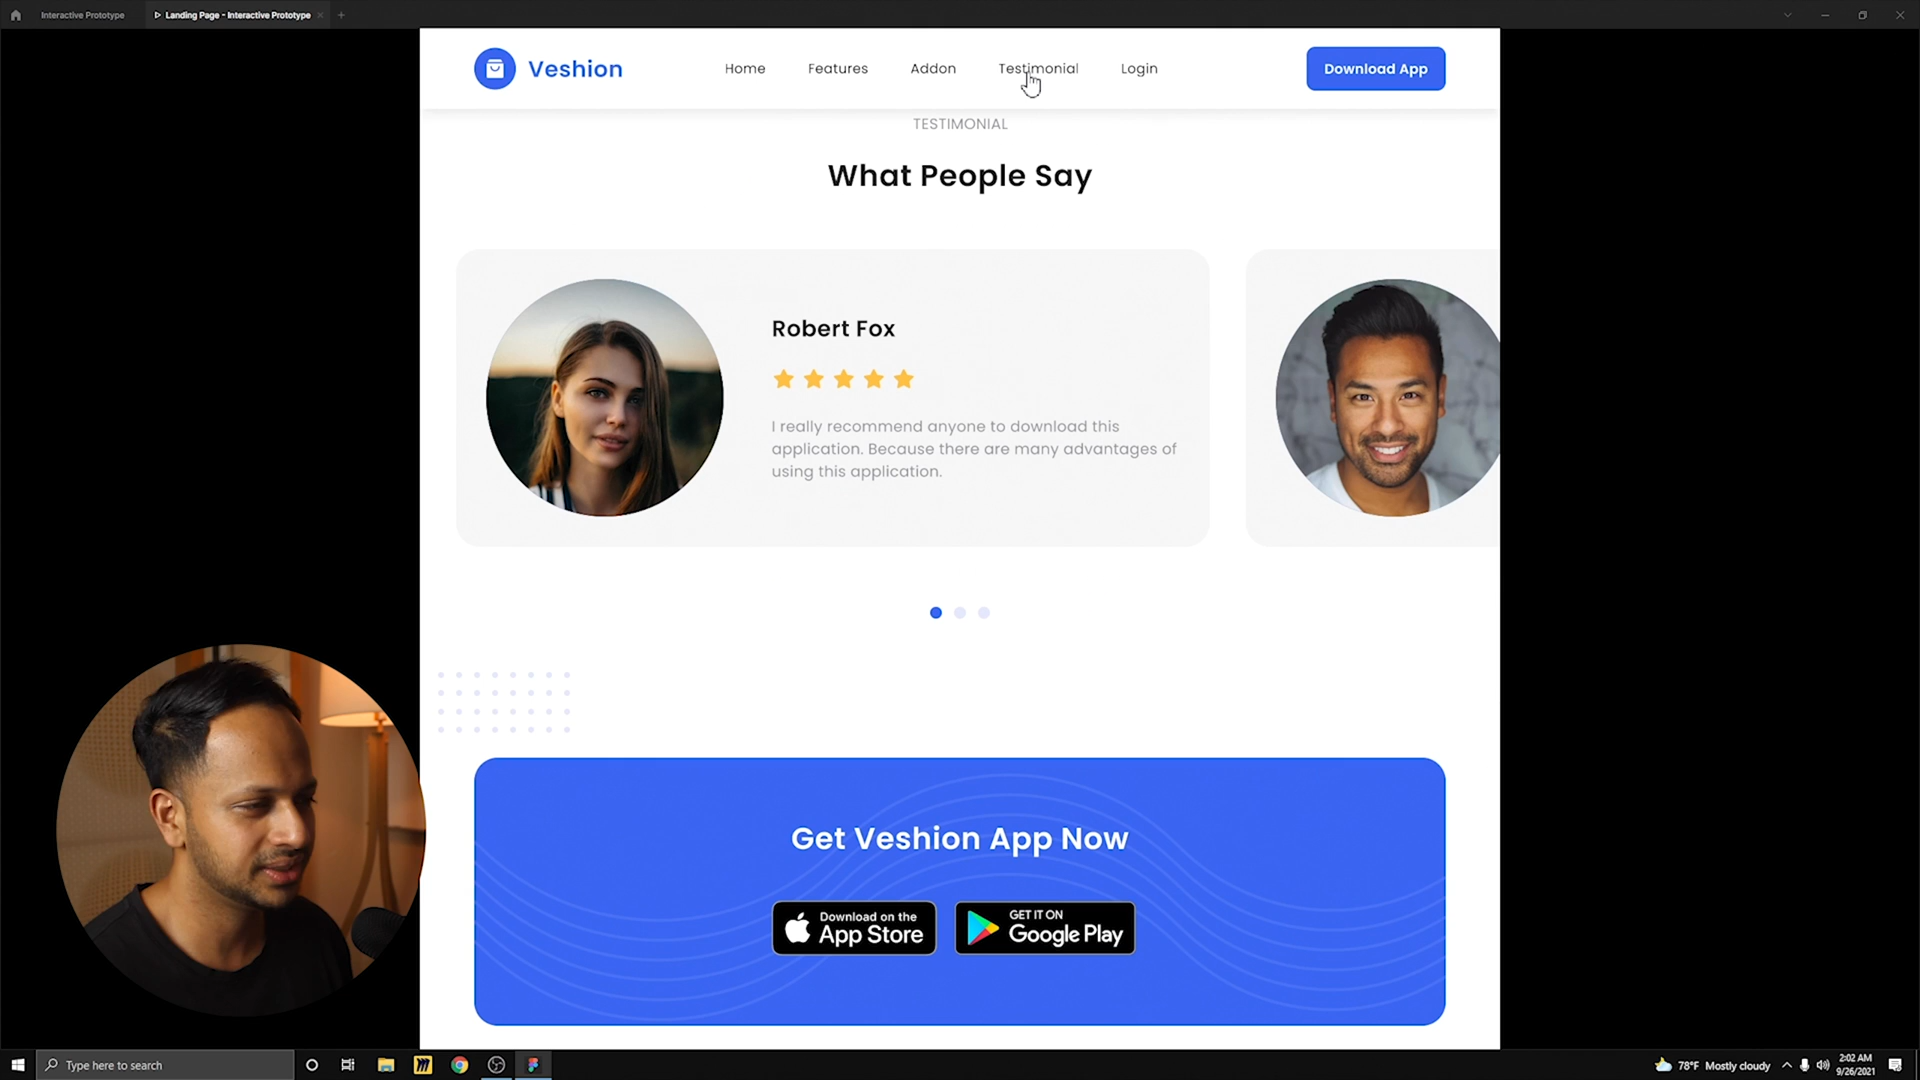 Interactive Prototype
Landing Page - Interactive Prototype
Veshion
Home
Features
Addon
Testimonial
Login
Download App
TESTIMONIAL
What People Say
Robert Fox
I really recommend anyone to download this
application. Because there are many advantages of
using this application.
Get Veshion App Now
Download on the
App Store
GET IT ON
Google Play
Type here to search
78°F Mostly cloudy
2:02 AM
9/26/2021